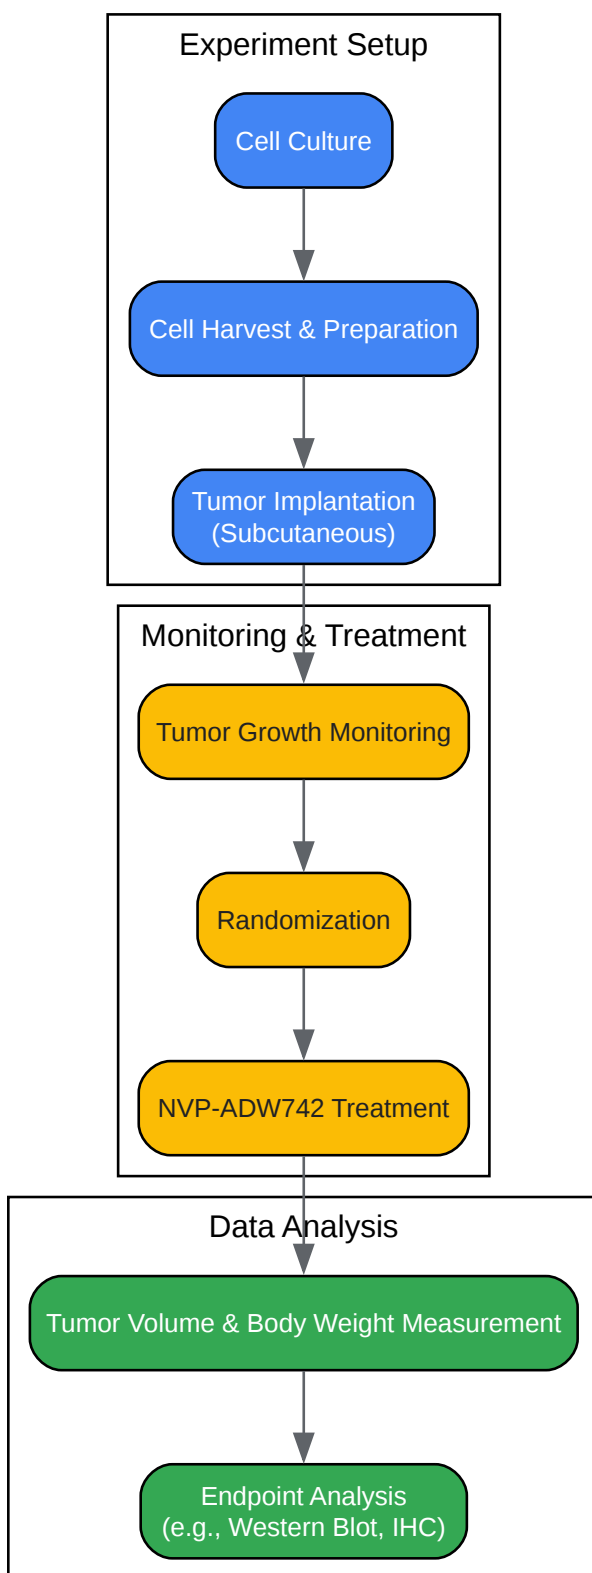 Experiment Setup
Cell Culture
Cell Harvest & Preparation
Tumor Implantation
(Subcutaneous)
Monitoring & Treatment
Tumor Growth Monitoring
Randomization
NVP-ADW742 Treatment
Data Analysis
Tumor Volume & Body Weight Measurement
Endpoint Analysis
(e.g., Western Blot, IHC)